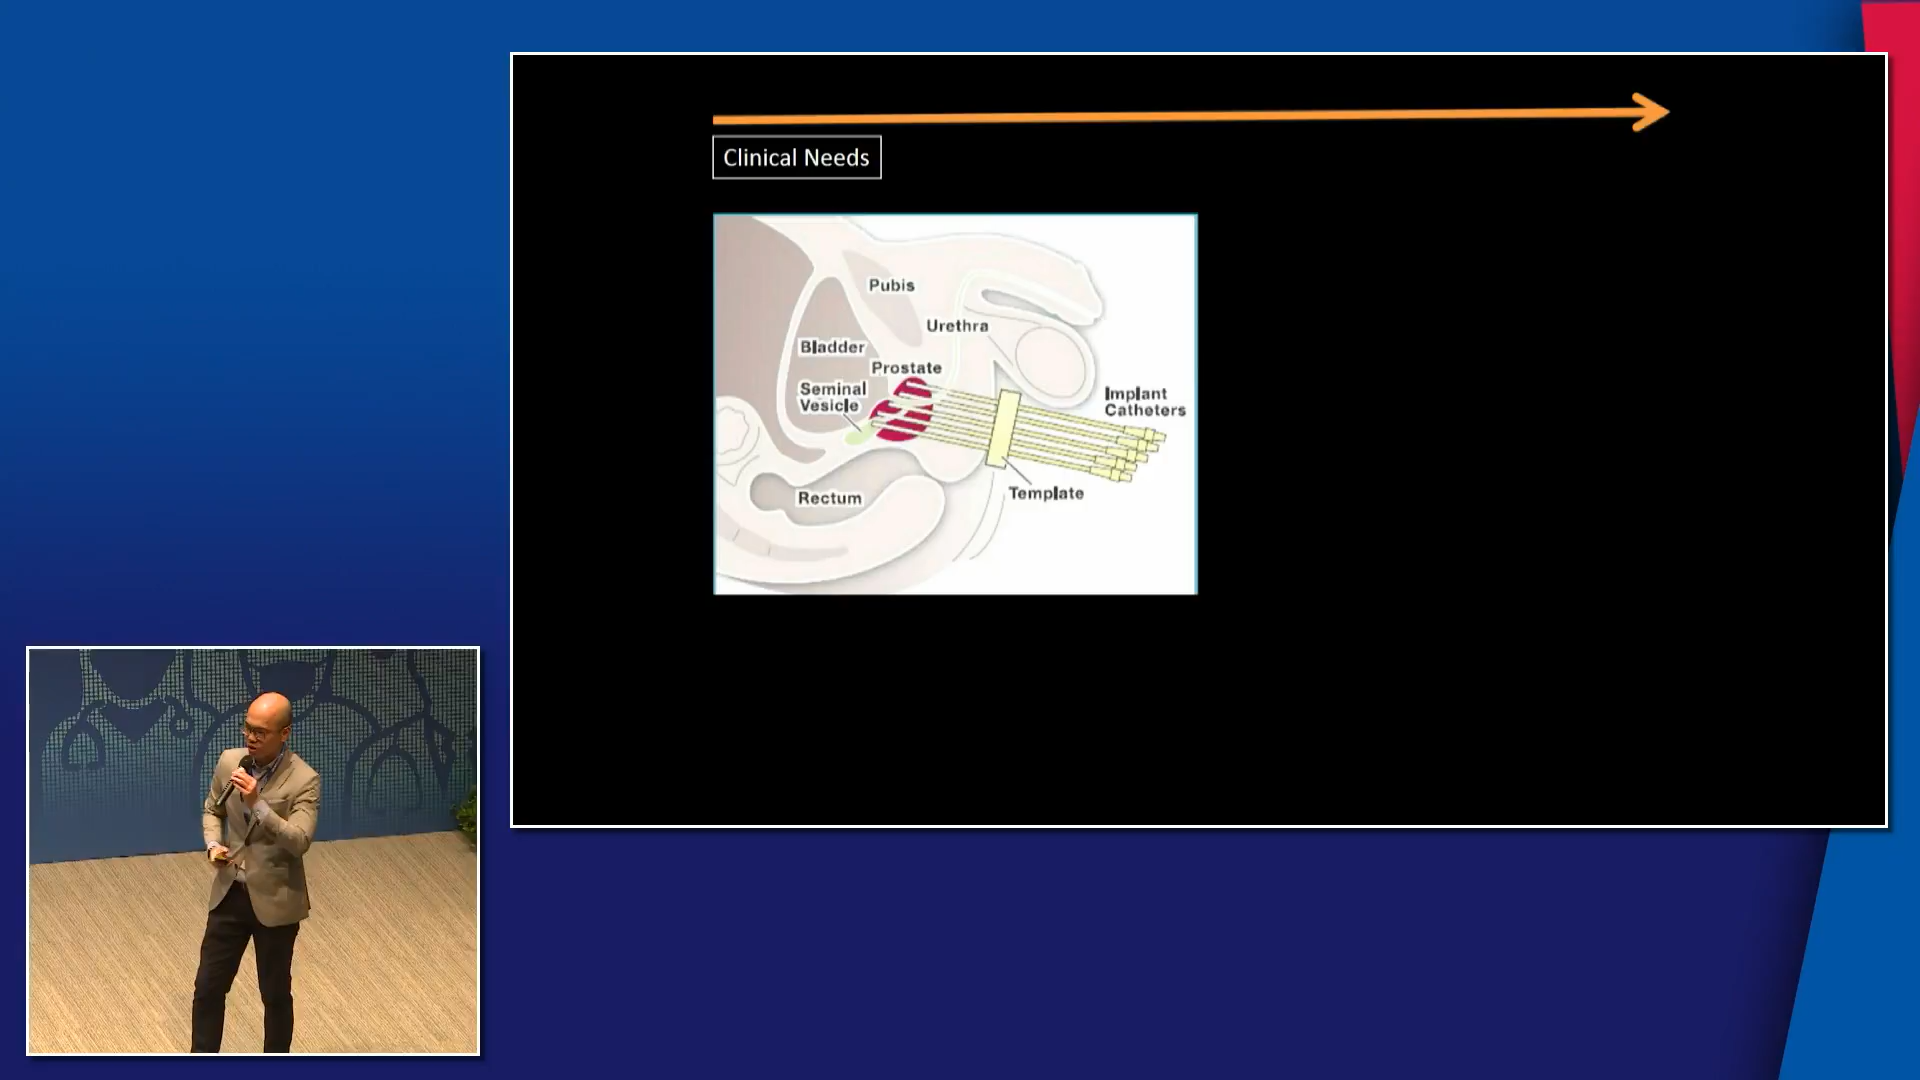 Clinical Needs
Pubis
Urethra
Bladder
Prostate
Seminal
Vesicle
Implant
Catheters
Rectum
Template